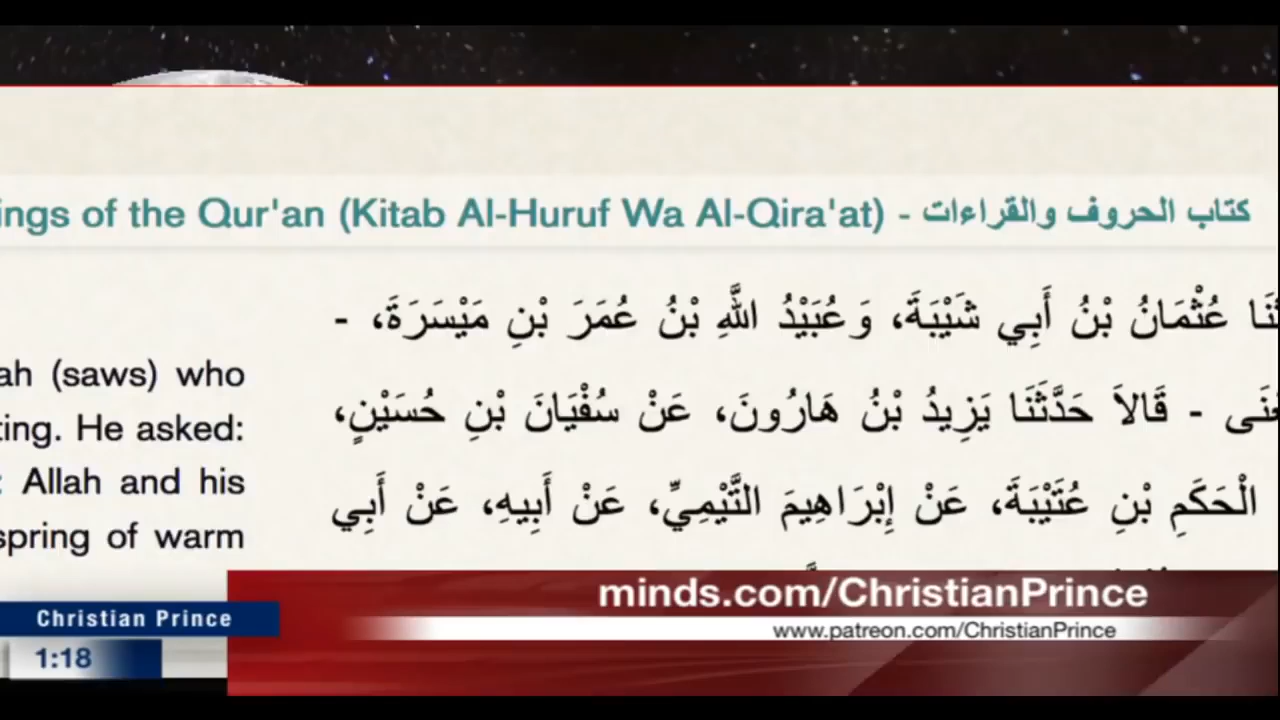 ings of the Qur'an (Kitab Al-Huruf Wa Al-Qira'at) - كتاب الحروف والقراءات
عُثْمَانُ بْنُ أَبِي شَيْبَةَ، وَعُبَيْدُ اللَّهِ بْنُ عُمَرَ بْنِ مَيْسَرَةَ، -
- قَالاَ حَدَّثَنَا يَزِيدُ بْنُ هَارُونَ، عَنْ سُفْيَانَ بْنِ حُسَيْنٍ،
الْحَكَمِ بْنِ عُتَيْبَةَ، عَنْ إِبْرَاهِيمَ التَّيْمِيِّ، عَنْ أَبِيهِ، عَنْ أَبِي
ah (saws) who
ting. He asked:
: Allah and his
spring of warm
minds.com/ChristianPrince
www.patreon.com/ChristianPrince
Christian Prince
1:18